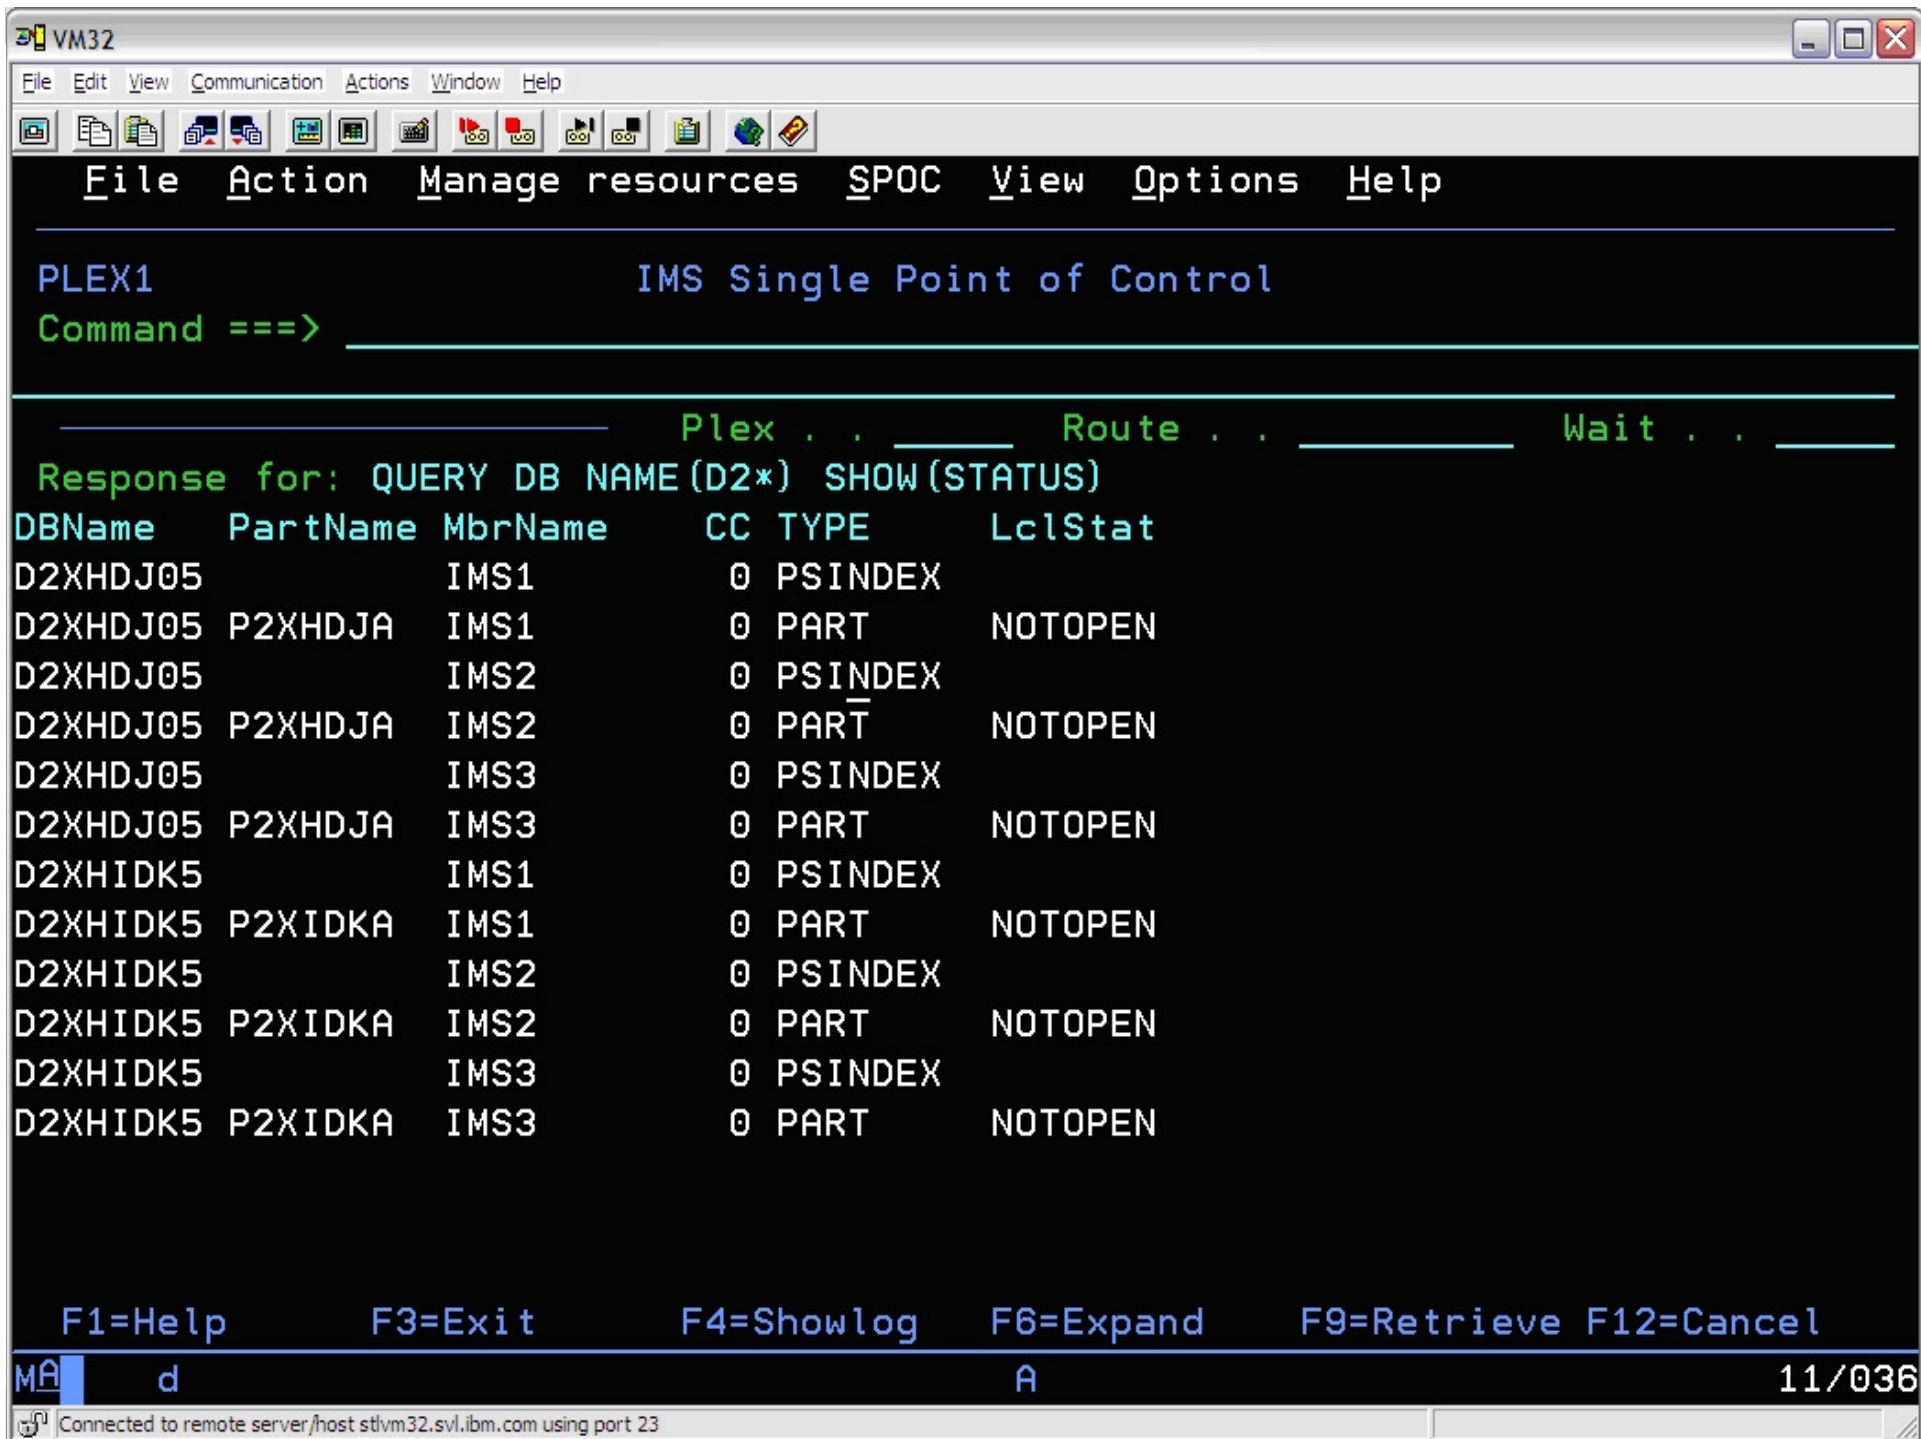 VM32
File Edit View Communication Actions Window Help
File Action Manage resources SPOC View Options Help
PLEX1 IMS Single Point of Control
Command ===>
Plex . . Route . . Wait . .
Response for: QUERY DB NAME(D2*) SHOW(STATUS)
DBName PartName MbrName CC TYPE LclStat
D2XHDJ05 IMS1 0 PSINDEX
D2XHDJ05 P2XHDJA IMS1 0 PART NOTOPEN
D2XHDJ05 IMS2 0 PSINDEX
D2XHDJ05 P2XHDJA IMS2 0 PART NOTOPEN
D2XHDJ05 IMS3 0 PSINDEX
D2XHDJ05 P2XHDJA IMS3 0 PART NOTOPEN
D2XHIDK5 IMS1 0 PSINDEX
D2XHIDK5 P2XIDKA IMS1 0 PART NOTOPEN
D2XHIDK5 IMS2 0 PSINDEX
D2XHIDK5 P2XIDKA IMS2 0 PART NOTOPEN
D2XHIDK5 IMS3 0 PSINDEX
D2XHIDK5 P2XIDKA IMS3 0 PART NOTOPEN
F1=Help F3=Exit F4=Showlog F6=Expand F9=Retrieve F12=Cancel
MA d A 11/036
Connected to remote server/host stlvm32.svl.ibm.com using port 23